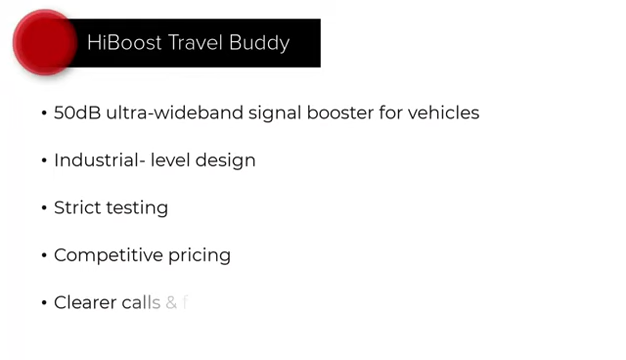 HiBoost Travel Buddy
• 50dB ultra-wideband signal booster for vehicles
• Industrial- level design
• Strict testing
• Competitive pricing
• Clearer calls & f